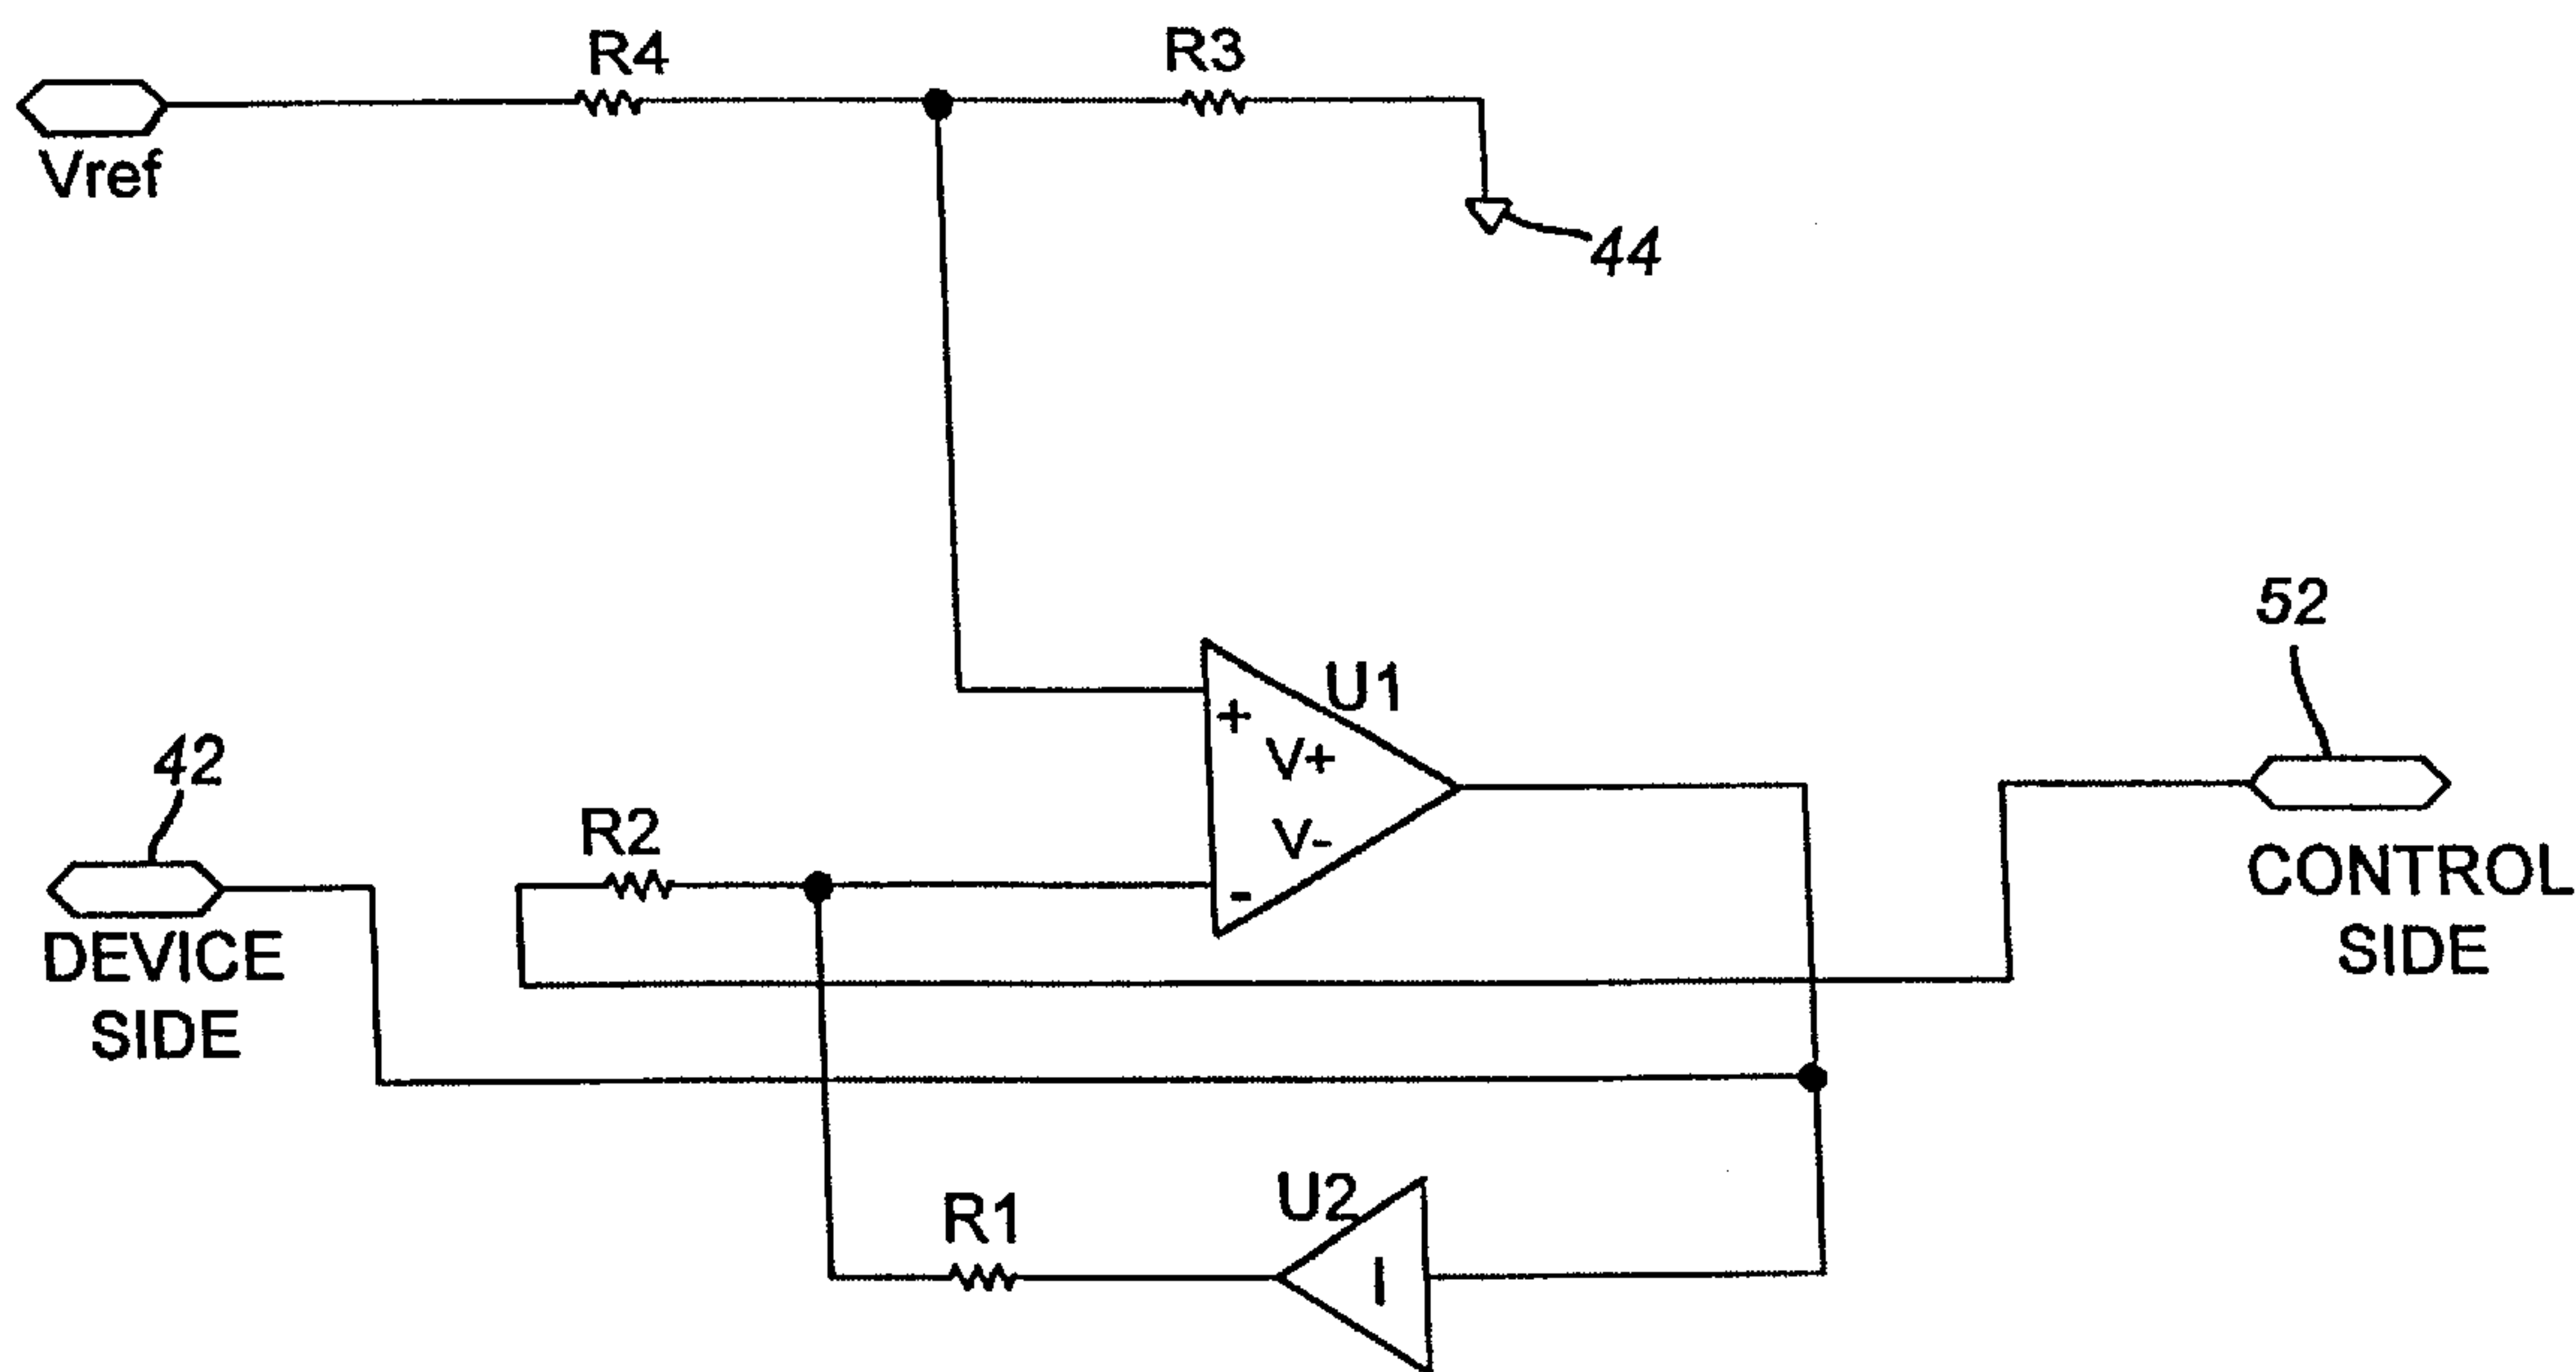 R4
R3
Vref
44
52
U1
+
V+
42
R2
V-
-
CONTROL
SIDE
DEVICE
SIDE
U2
R1
I